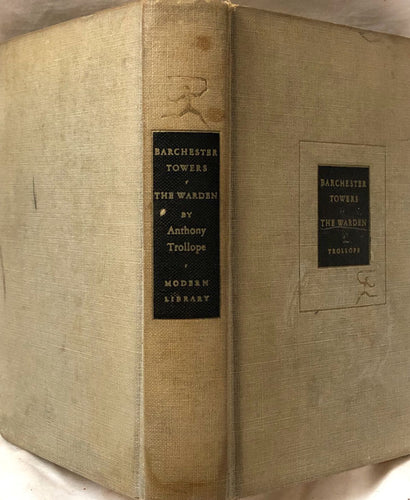 BARCHESTER
TOWERS
THE WARDEN
BY
Anthony
Trollope
MODERN
LIBRARY
BARCHESTER
TOWERS
THE WARDEN
TROLLOPE